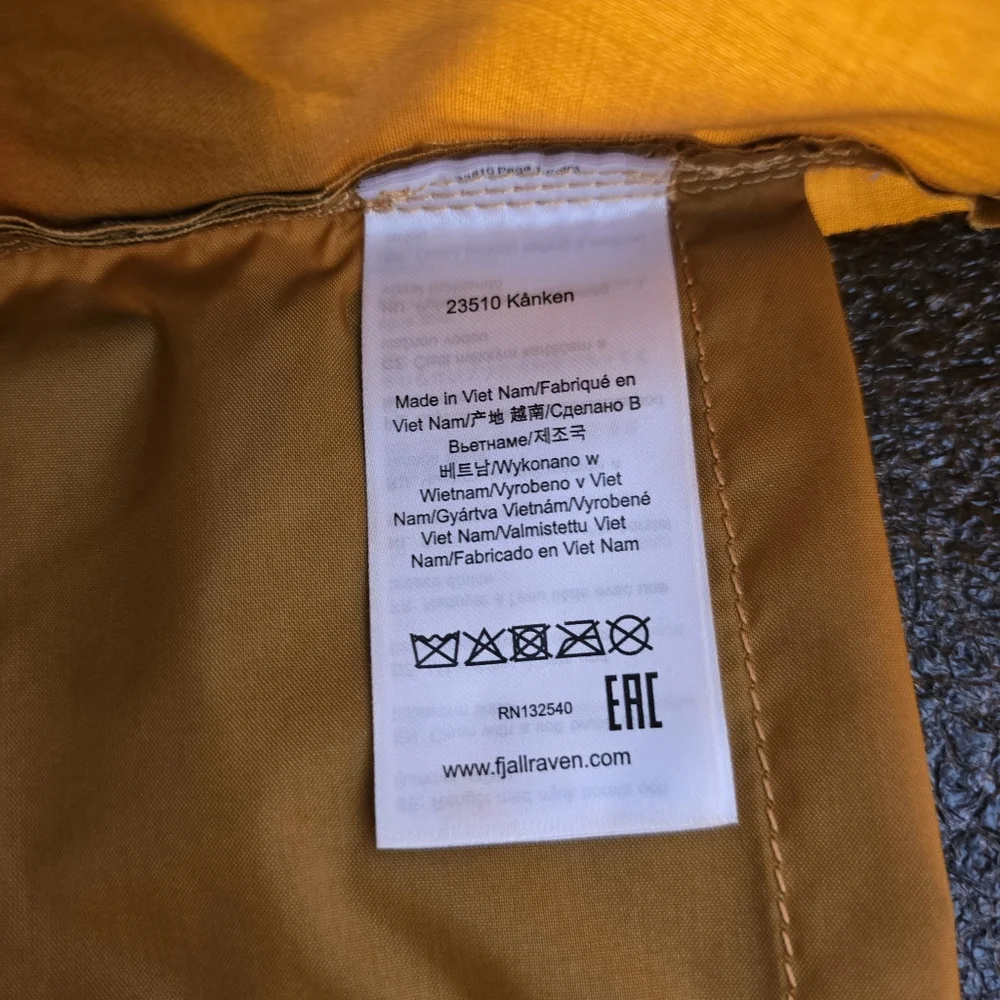 23510 Kånken
Made in Viet Nam/Fabriqué en
Viet Nam/产地 越南/Сделано В
Вьетнаме/제조국
베트남/Wykonano w
Wietnam/Vyrobeno v Viet
Nam/Gyártva Vietnám/Vyrobené
Viet Nam/Valmistettu Viet
Nam/Fabricado en Viet Nam
RN132540
EAC
www.fjallraven.com